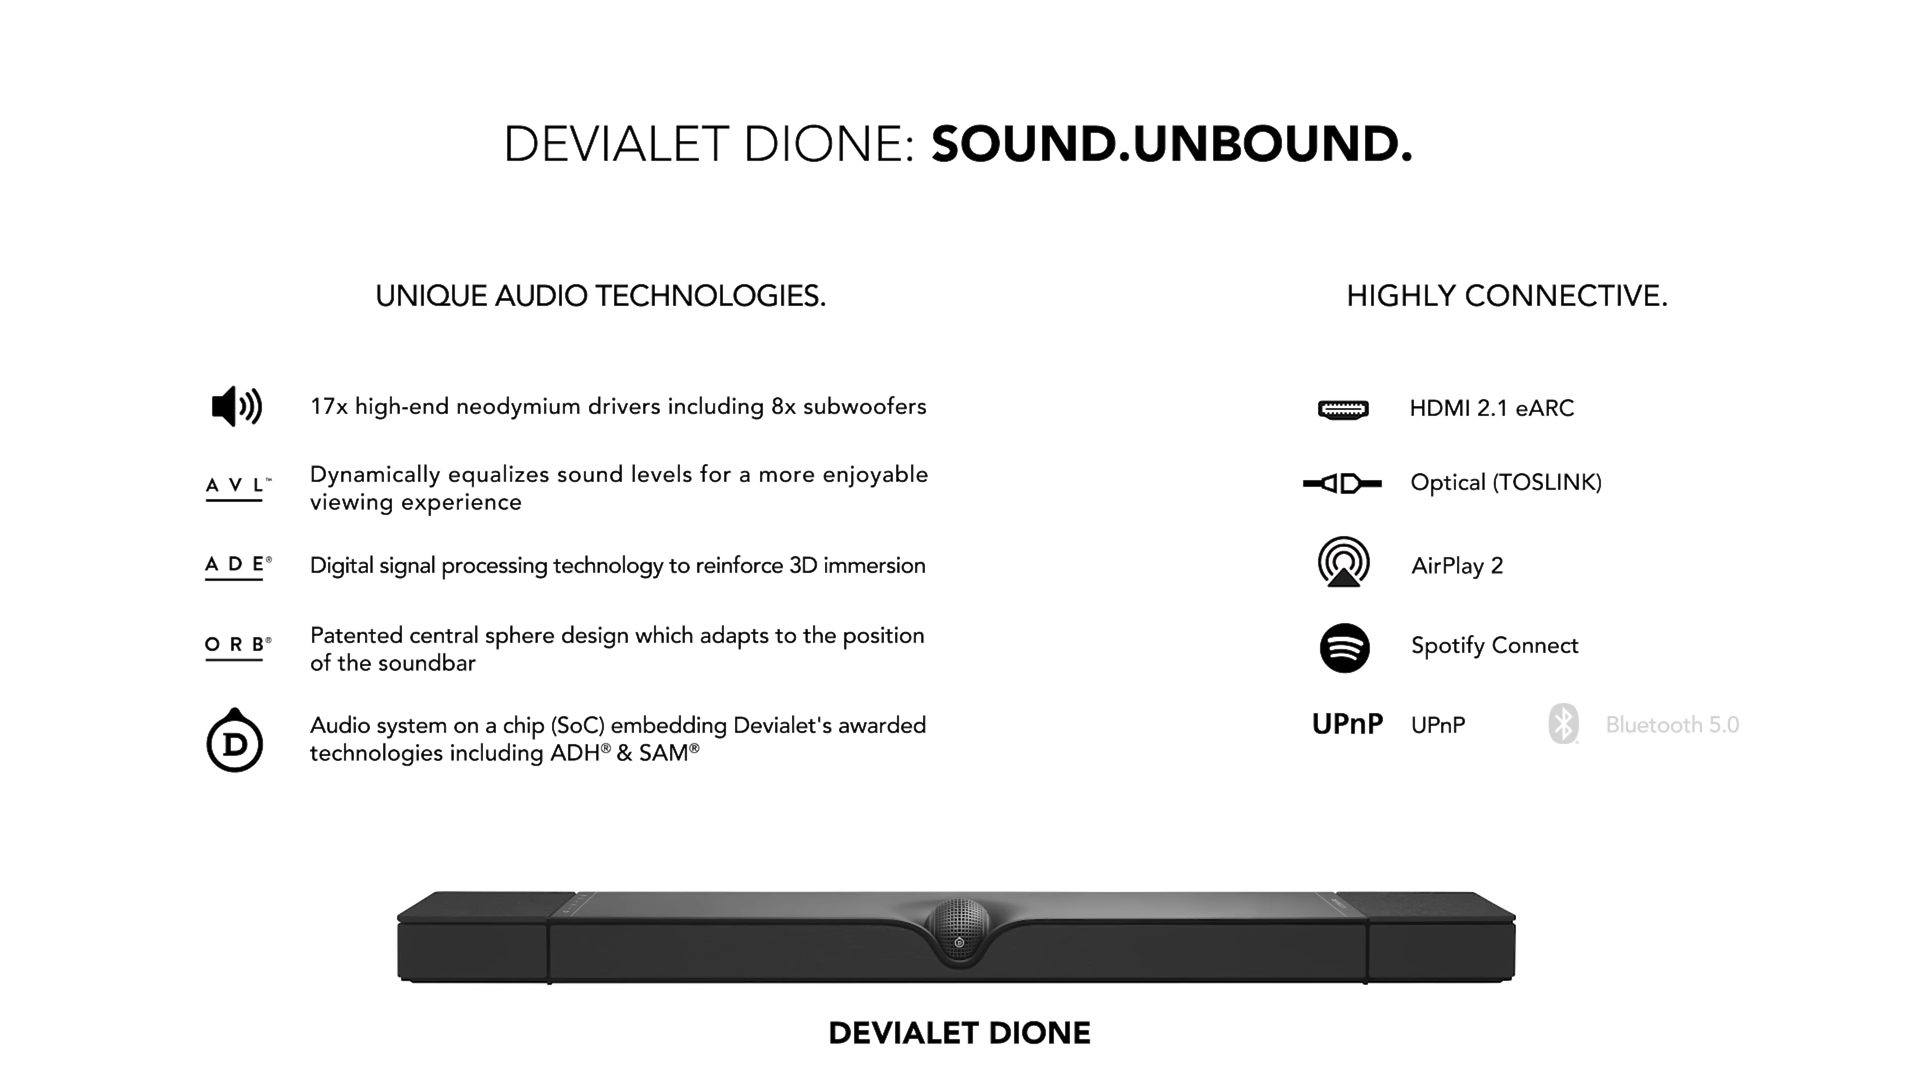 DEVIALET DIONE: SOUND.UNBOUND.
UNIQUE AUDIO TECHNOLOGIES.
17x high-end neodymium drivers including 8x subwoofers
AVL™
Dynamically equalizes sound levels for a more enjoyable
viewing experience
ADE®
Digital signal processing technology to reinforce 3D immersion
ORB®
Patented central sphere design which adapts to the position
of the soundbar
D
Audio system on a chip (SoC) embedding Devialet's awarded
technologies including ADH® & SAM®
HIGHLY CONNECTIVE.
HDMI 2.1 eARC
Optical (TOSLINK)
AirPlay 2
Spotify Connect
UPnP UPnP
Bluetooth 5.0
D
DEVIALET DIONE